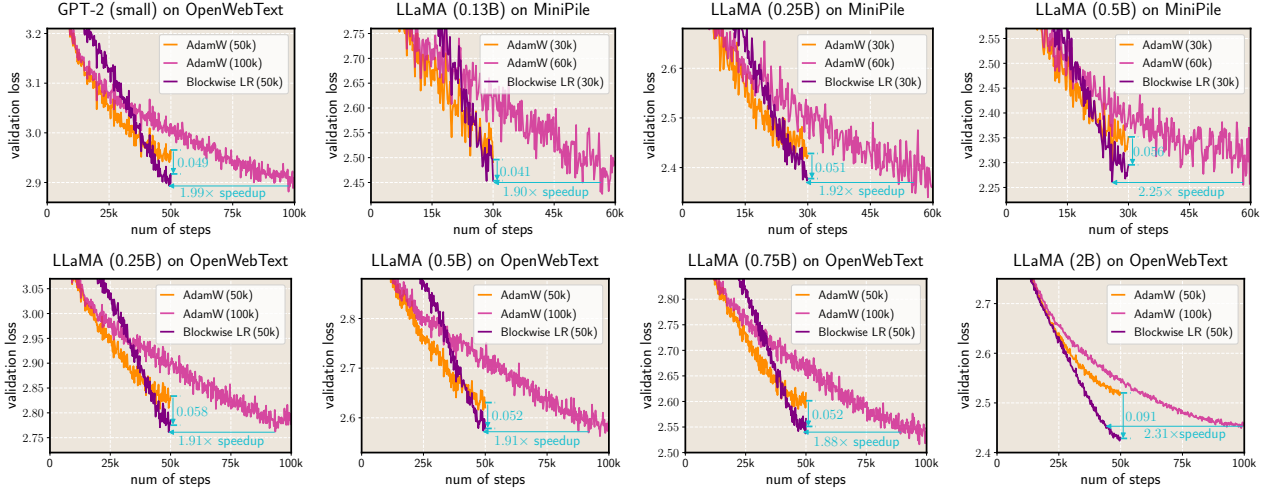 GPT-2 (small) on OpenWebText
validation loss
3.2
3.1
3.0
2.9
AdamW (50k)
AdamW (100k)
Blockwise LR (50k)
0.049
1.99× speedup
0
25k
50k
75k
100k
num of steps
LLaMA (0.13B) on MiniPile
validation loss
2.75
2.70
2.65
2.60
2.55
2.50
2.45
AdamW (30k)
AdamW (60k)
Blockwise LR (30k)
0.041
1.90× speedup
0
15k
30k
45k
60k
num of steps
LLaMA (0.25B) on MiniPile
validation loss
2.6
2.5
2.4
AdamW (30k)
AdamW (60k)
Blockwise LR (30k)
0.051
1.92× speedup
0
15k
30k
45k
60k
num of steps
LLaMA (0.5B) on MiniPile
validation loss
2.55
2.50
2.45
2.40
2.35
2.30
2.25
AdamW (30k)
AdamW (60k)
Blockwise LR (30k)
2.25× speedup
0
15k
30k
45k
60k
num of steps
LLaMA (0.25B) on OpenWebText
validation loss
3.05
3.00
2.95
2.90
2.85
2.80
2.75
AdamW (50k)
AdamW (100k)
Blockwise LR (50k)
0.058
1.91× speedup
0
25k
50k
75k
100k
num of steps
LLaMA (0.5B) on OpenWebText
validation loss
2.8
2.7
2.6
AdamW (50k)
AdamW (100k)
Blockwise LR (50k)
0.052
1.91× speedup
0
25k
50k
75k
100k
num of steps
LLaMA (0.75B) on OpenWebText
validation loss
2.80
2.75
2.70
2.65
2.60
2.55
2.50
AdamW (50k)
AdamW (100k)
Blockwise LR (50k)
0.052
1.88× speedup
0
25k
50k
75k
100k
num of steps
LLaMA (2B) on OpenWebText
validation loss
2.7
2.6
2.5
2.4
AdamW (50k)
AdamW (100k)
Blockwise LR (50k)
0.091
2.31×speedup
0
25k
50k
75k
100k
num of steps